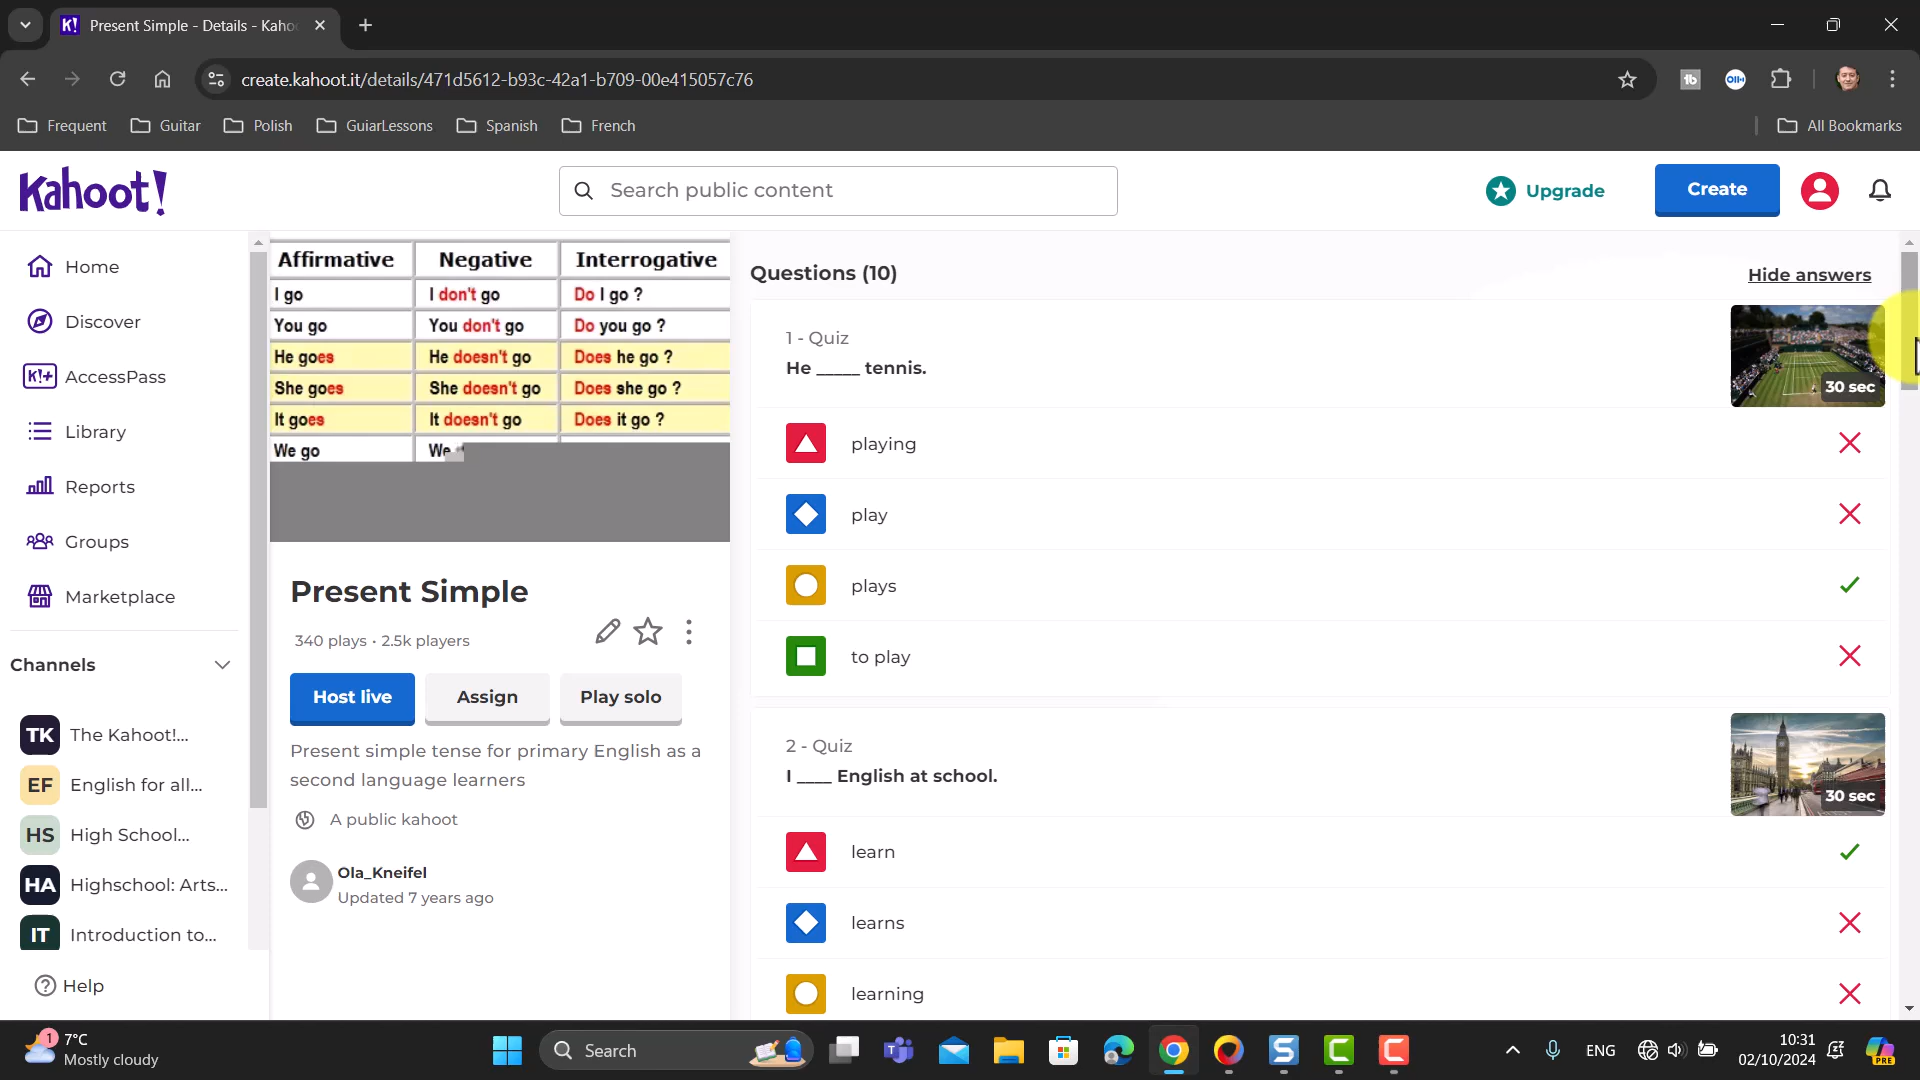 Present Simple - Details - Kaho
create.kahoot.it/details/471d5612-b93c-42a1-b709-00e415057c76
Frequent
Guitar
Polish
GuiarLessons
Spanish
French
All Bookmarks
Kahoot!
Search public content
Upgrade
Create
Home
Discover
K!+ AccessPass
Library
Reports
Groups
Marketplace
Channels
TK The Kahoot!...
EF English for all...
HS High School...
HA Highschool: Arts...
IT Introduction to...
Help
Affirmative Negative Interrogative
I go I don't go Do I go ?
You go You don't go Do you go ?
He goes He doesn't go Does he go ?
She goes She doesn't go Does she go ?
It goes It doesn't go Does it go ?
We go We
Present Simple
340 plays • 2.5k players
Host live
Assign
Play solo
Present simple tense for primary English as a
second language learners
A public kahoot
Ola_Kneifel
Updated 7 years ago
Questions (10)
Hide answers
1 - Quiz
He _____ tennis.
30 sec
playing
play
plays
to play
2 - Quiz
I ____ English at school.
30 sec
learn
learns
learning
1
7°C
Mostly cloudy
Search
ENG
10:31
02/10/2024
PRE